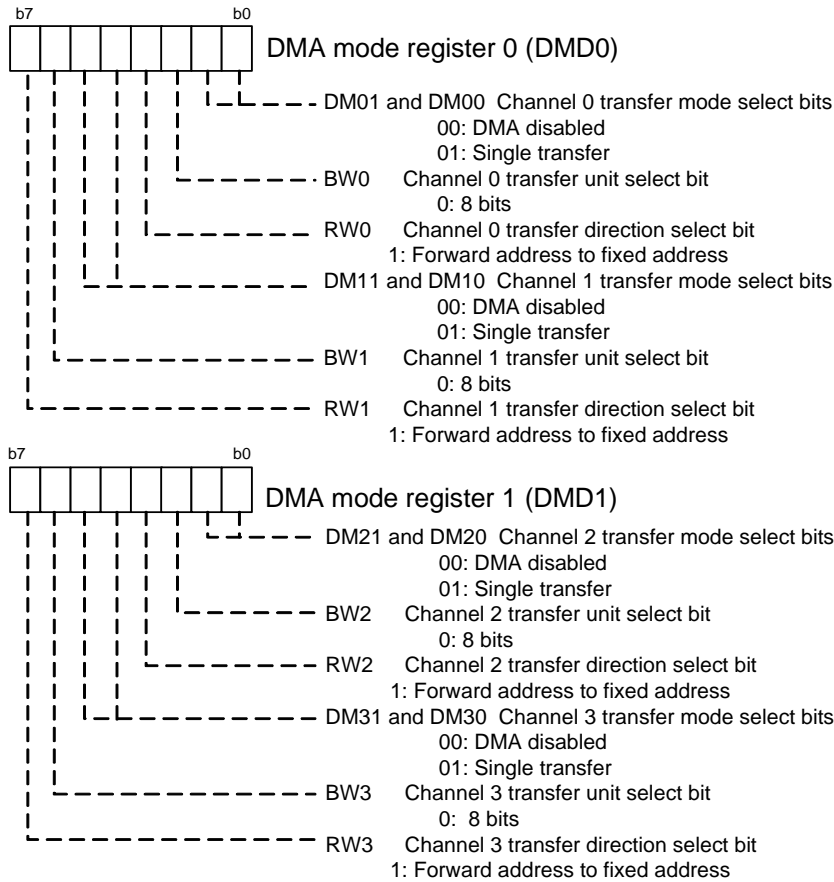 b7 b0
DMA mode register 0 (DMD0)
DM01 and DM00 Channel 0 transfer mode select bits
00: DMA disabled
01: Single transfer
BW0 Channel 0 transfer unit select bit
0: 8 bits
RW0 Channel 0 transfer direction select bit
1: Forward address to fixed address
DM11 and DM10 Channel 1 transfer mode select bits
00: DMA disabled
01: Single transfer
BW1 Channel 1 transfer unit select bit
0: 8 bits
RW1 Channel 1 transfer direction select bit
1: Forward address to fixed address
b7 b0
DMA mode register 1 (DMD1)
DM21 and DM20 Channel 2 transfer mode select bits
00: DMA disabled
01: Single transfer
BW2 Channel 2 transfer unit select bit
0: 8 bits
RW2 Channel 2 transfer direction select bit
1: Forward address to fixed address
DM31 and DM30 Channel 3 transfer mode select bits
00: DMA disabled
01: Single transfer
BW3 Channel 3 transfer unit select bit
0: 8 bits
RW3 Channel 3 transfer direction select bit
1: Forward address to fixed address